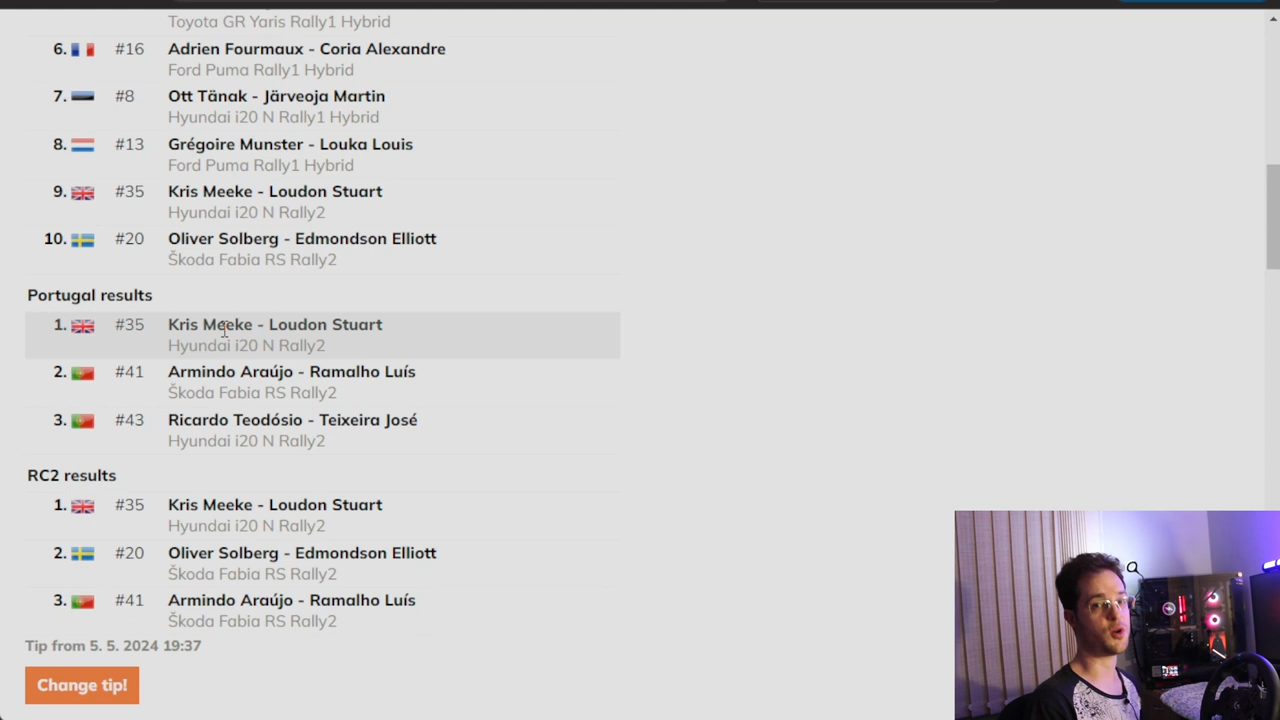 Toyota GR Yaris Rally1 Hybrid
6. #16 Adrien Fourmaux - Coria Alexandre
Ford Puma Rally1 Hybrid
7. #8 Ott Tänak - Järveoja Martin
Hyundai i20 N Rally1 Hybrid
8. #13 Grégoire Munster - Louka Louis
Ford Puma Rally1 Hybrid
9. #35 Kris Meeke - Loudon Stuart
Hyundai i20 N Rally2
10. #20 Oliver Solberg - Edmondson Elliott
Škoda Fabia RS Rally2
Portugal results
1. #35 Kris Meeke - Loudon Stuart
Hyundai i20 N Rally2
2. #41 Armindo Araújo - Ramalho Luís
Škoda Fabia RS Rally2
3. #43 Ricardo Teodósio - Teixeira José
Hyundai i20 N Rally2
RC2 results
1. #35 Kris Meeke - Loudon Stuart
Hyundai i20 N Rally2
2. #20 Oliver Solberg - Edmondson Elliott
Škoda Fabia RS Rally2
3. #41 Armindo Araújo - Ramalho Luís
Škoda Fabia RS Rally2
Tip from 5. 5. 2024 19:37
Change tip!